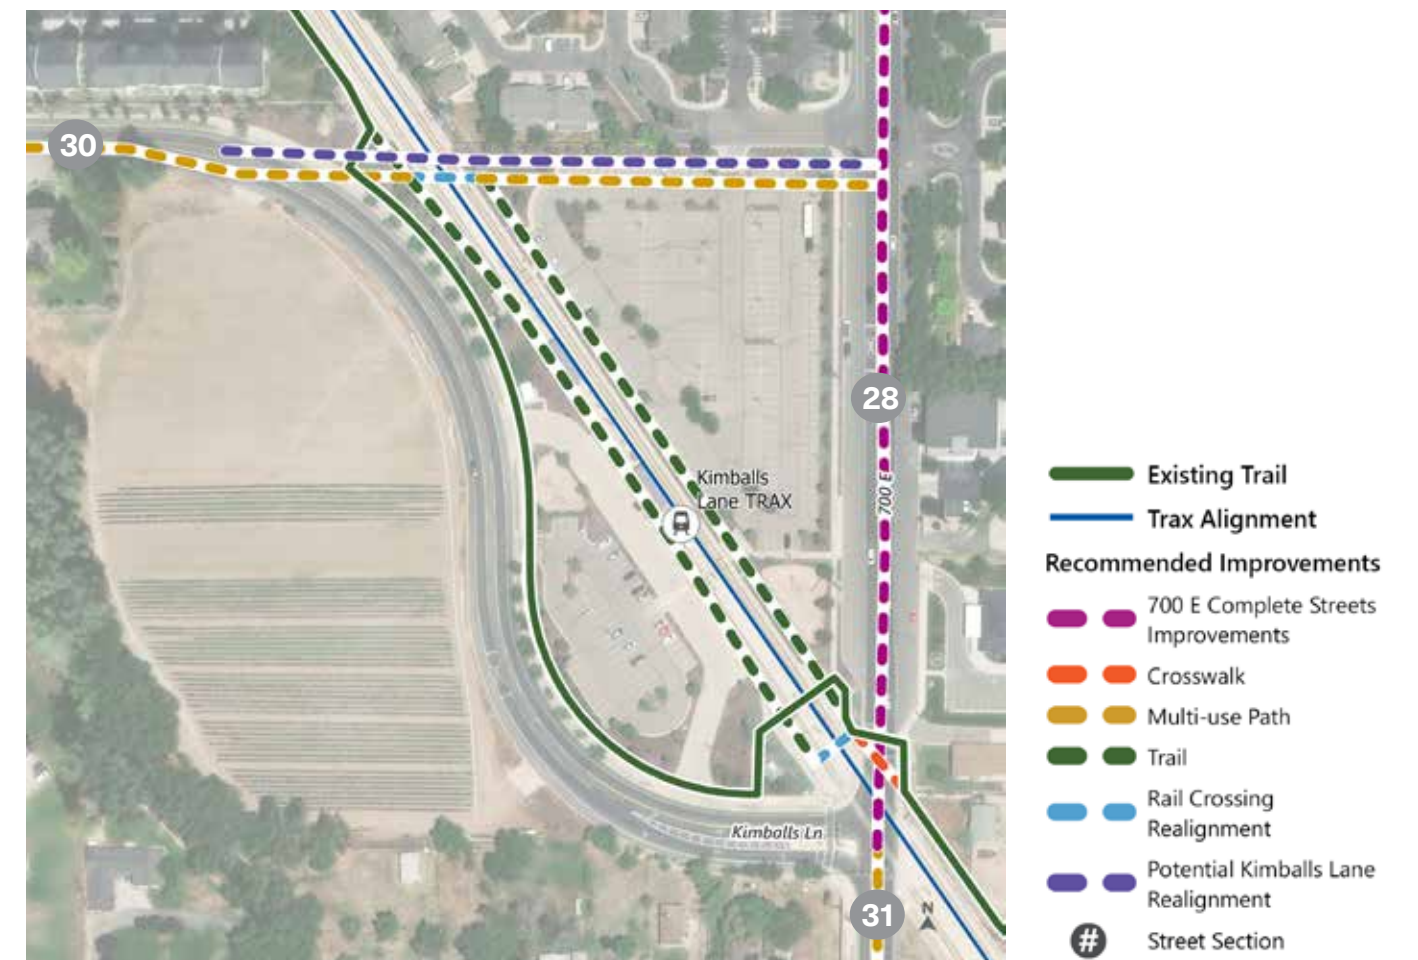 30
28
Kimballs
Lane TRAX
700 E
Kimballs Ln
31
N
Existing Trail
Trax Alignment
Recommended Improvements
700 E Complete Streets
Improvements
Crosswalk
Multi-use Path
Trail
Rail Crossing
Realignment
Potential Kimballs Lane
Realignment
# Street Section